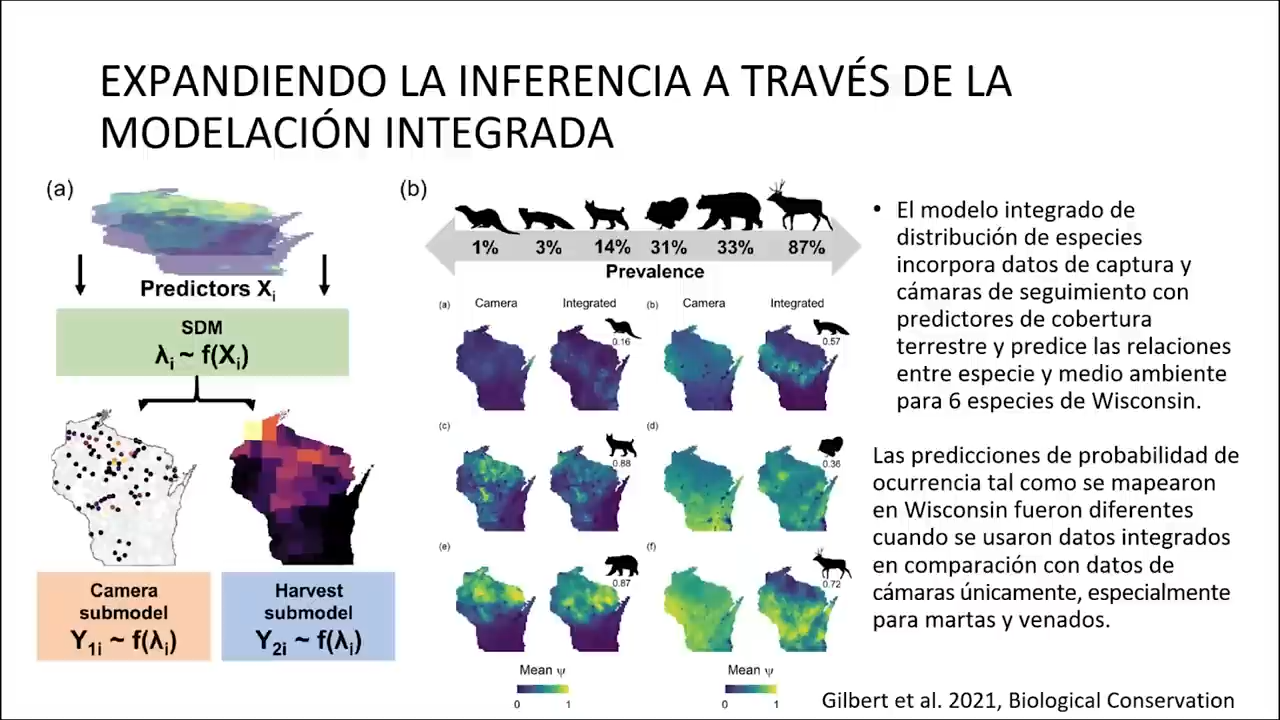 EXPANDIENDO LA INFERENCIA A TRAVÉS DE LA
MODELACIÓN INTEGRADA
(a)
Predictors Xi
SDM
λi ~ f(Xi)
Camera
submodel
Y1i ~ f(λi)
Harvest
submodel
Y2i ~ f(λi)
(b)
1% 3% 14% 31% 33% 87%
Prevalence
(a) Camera Integrated (b) Camera Integrated
0.16 0.57
(c) (d)
0.88 0.36
(e) (f)
0.87 0.72
Mean ψ Mean ψ
0 1 0 1
• El modelo integrado de
distribución de especies
incorpora datos de captura y
cámaras de seguimiento con
predictores de cobertura
terrestre y predice las relaciones
entre especie y medio ambiente
para 6 especies de Wisconsin.
Las predicciones de probabilidad de
ocurrencia tal como se mapearon
en Wisconsin fueron diferentes
cuando se usaron datos integrados
en comparación con datos de
cámaras únicamente, especialmente
para martas y venados.
Gilbert et al. 2021, Biological Conservation